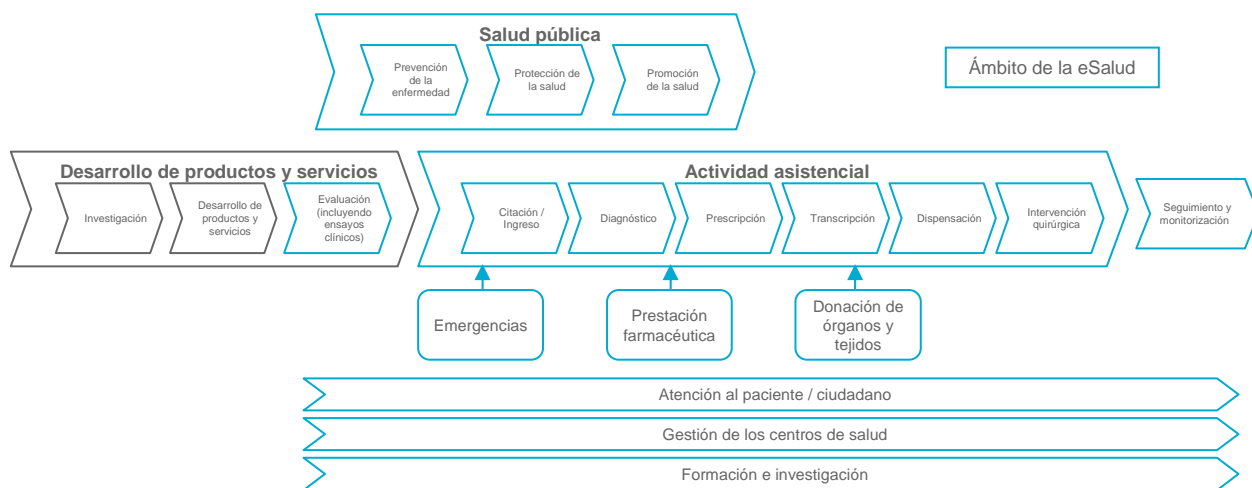 Salud pública
Prevención
de la
enfermedad
Protección de
la salud
Promoción
de la salud
Ámbito de la eSalud
Desarrollo de productos y servicios
Investigación
Desarrollo de
productos y
servicios
Evaluación
(incluyendo
ensayos
clínicos)
Actividad asistencial
Citación /
Ingreso
Diagnóstico
Prescripción
Transcripción
Dispensación
Intervención
quirúrgica
Seguimiento y
monitorización
Emergencias
Prestación
farmacéutica
Donación de
órganos y
tejidos
Atención al paciente / ciudadano
Gestión de los centros de salud
Formación e investigación